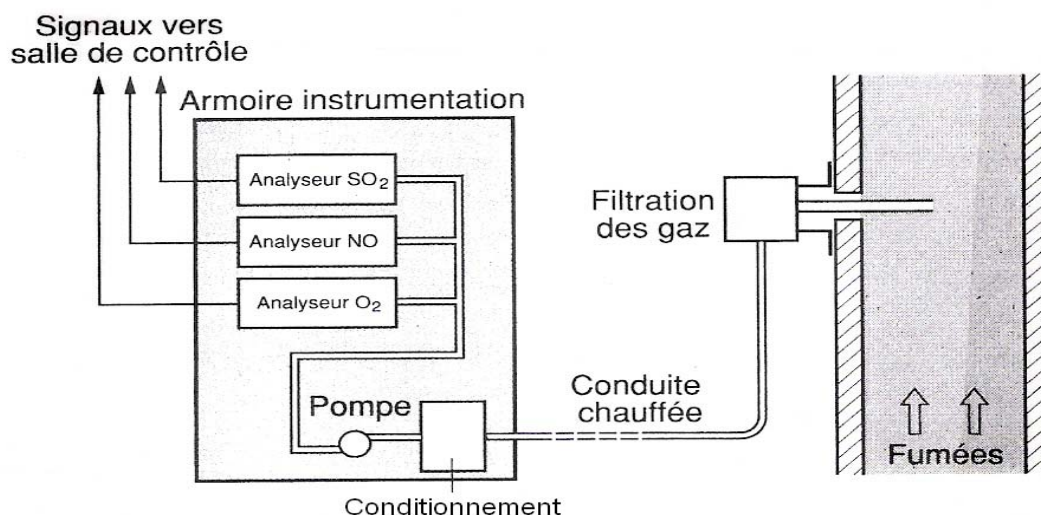 Signaux vers
salle de contrôle
Armoire instrumentation
Analyseur SO₂
Analyseur NO
Analyseur O₂
Filtration
des gaz
Conduite
chauffée
Pompe
Fumées
Conditionnement